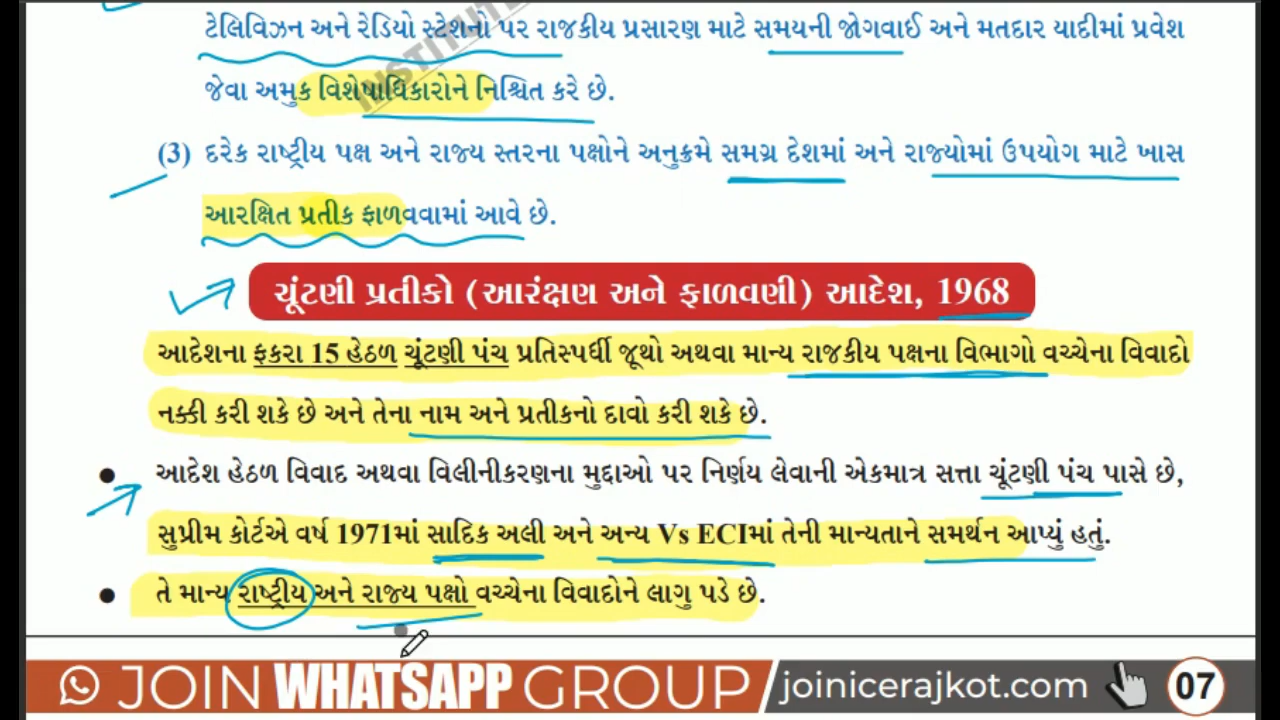 ટેલિવિઝન અને રેડિયો સ્ટેશનો પર રાજકીય પ્રસારણ માટે સમયની જોગવાઈ અને મતદાર યાદીમાં પ્રવેશ
INSTITUTE
જેવા અમુક વિશેષાધિકારોને નિશ્ચિત કરે છે.
(3) દરેક રાષ્ટ્રીય પક્ષ અને રાજ્ય સ્તરના પક્ષોને અનુક્રમે સમગ્ર દેશમાં અને રાજ્યોમાં ઉપયોગ માટે ખાસ
આરક્ષિત પ્રતીક ફાળવવામાં આવે છે.
ચૂંટણી પ્રતીકો (આરંક્ષણ અને ફાળવણી) આદેશ, 1968
આદેશના ફકરા 15 હેઠળ ચૂંટણી પંચ પ્રતિસ્પર્ધી જૂથો અથવા માન્ય રાજકીય પક્ષના વિભાગો વચ્ચેના વિવાદો
નક્કી કરી શકે છે અને તેના નામ અને પ્રતીકનો દાવો કરી શકે છે.
● આદેશ હેઠળ વિવાદ અથવા વિલીનીકરણના મુદ્દાઓ પર નિર્ણય લેવાની એકમાત્ર સત્તા ચૂંટણી પંચ પાસે છે,
સુપ્રીમ કોર્ટએ વર્ષ 1971માં સાદિક અલી અને અન્ય Vs ECIમાં તેની માન્યતાને સમર્થન આપ્યું હતું.
● તે માન્ય રાષ્ટ્રીય અને રાજ્ય પક્ષો વચ્ચેના વિવાદોને લાગુ પડે છે.
JOIN WHATSAPP GROUP joinicerajkot.com 07